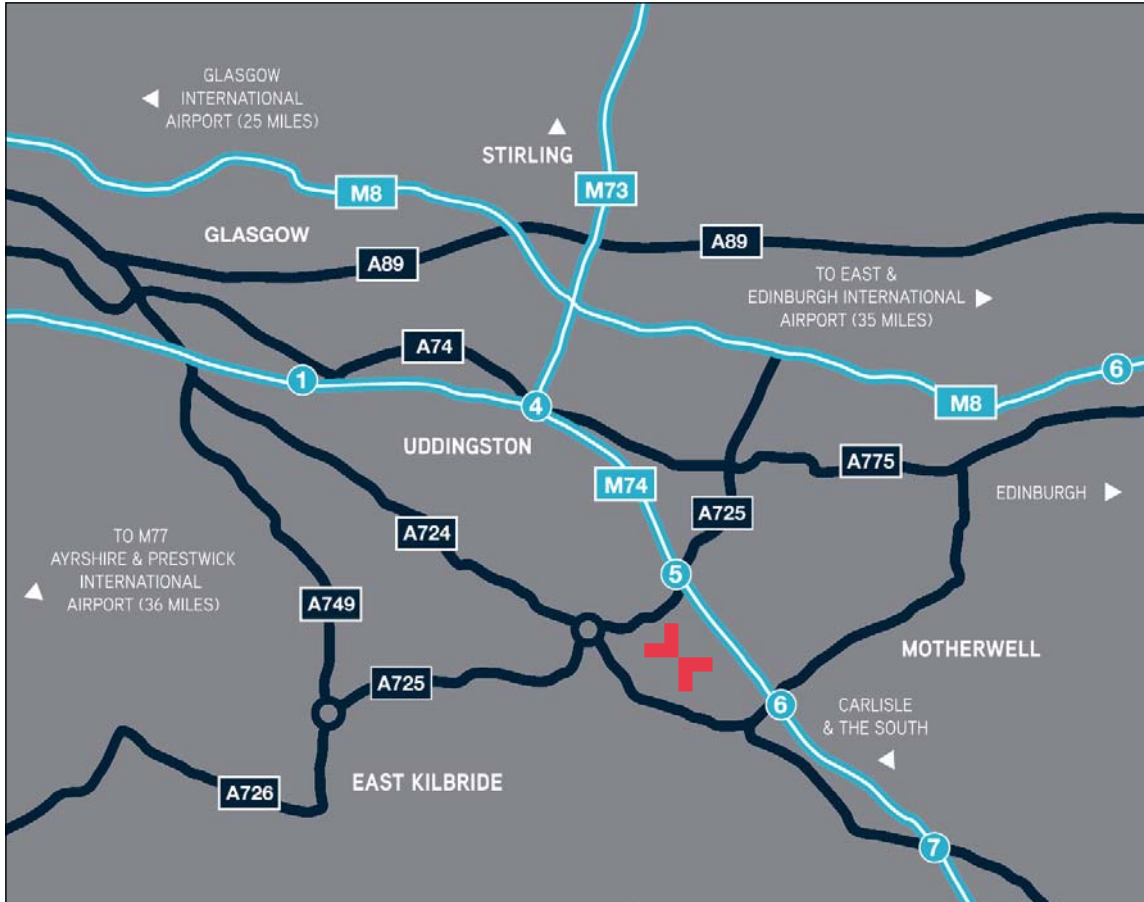 GLASGOW
INTERNATIONAL
AIRPORT (25 MILES)
STIRLING
M8
M73
GLASGOW
A89
A89
TO EAST &
EDINBURGH INTERNATIONAL
AIRPORT (35 MILES)
A74
1
6
4
M8
UDDINGSTON
A775
M74
EDINBURGH
A725
A724
TO M77
AYRSHIRE & PRESTWICK
INTERNATIONAL
AIRPORT (36 MILES)
5
A749
MOTHERWELL
A725
6
CARLISLE
& THE SOUTH
EAST KILBRIDE
A726
7